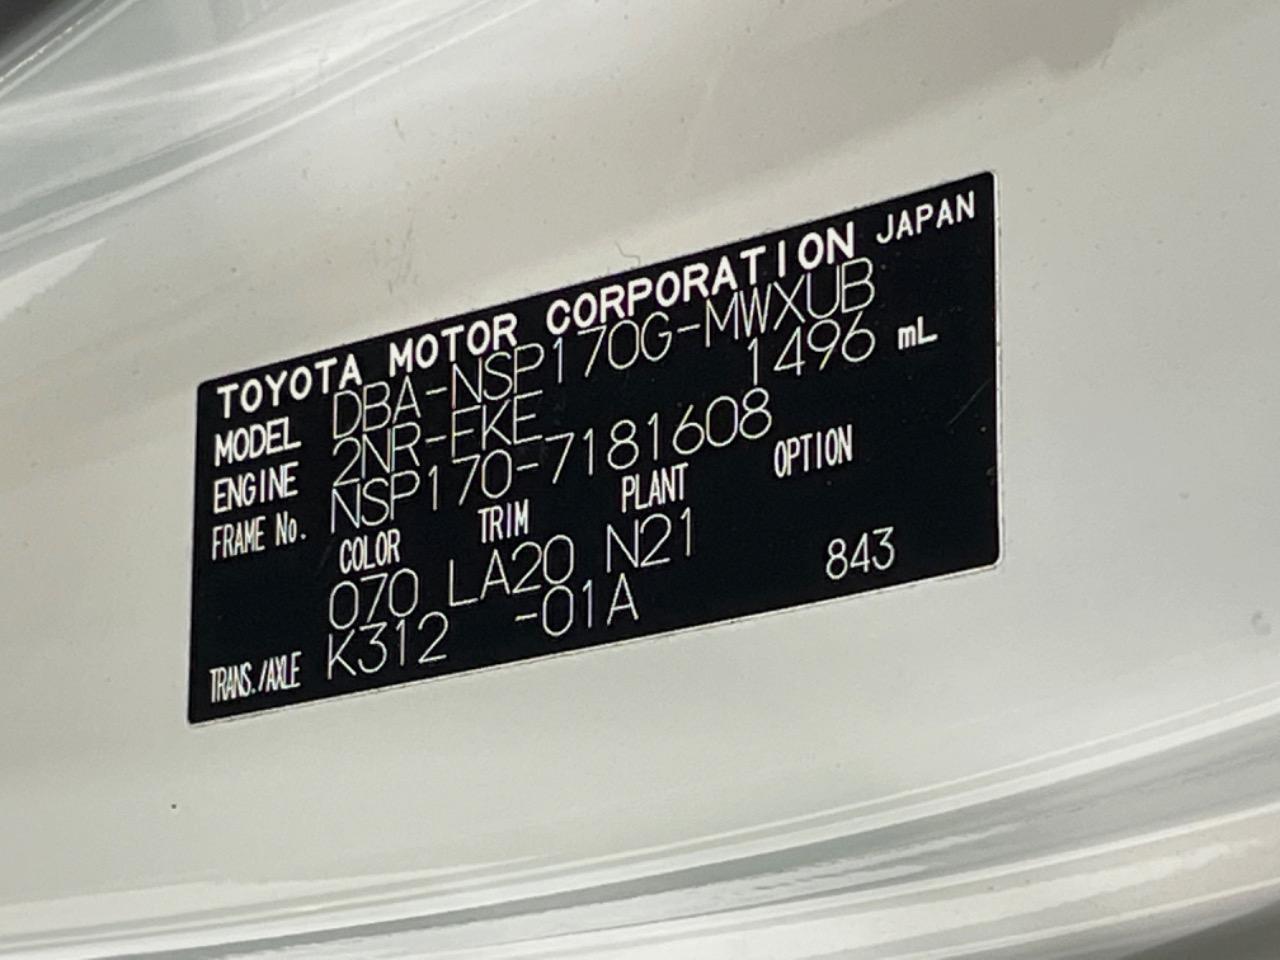 TOYOTA MOTOR CORPORATION JAPAN
MODEL DBA-NSP170G-MWXUB
ENGINE 2NR-FKE 1496 mL
FRAME No. NSP170-7181608
COLOR TRIM PLANT OPTION
070 LA20 N21
TRANS./AXLE K312 -01A 843